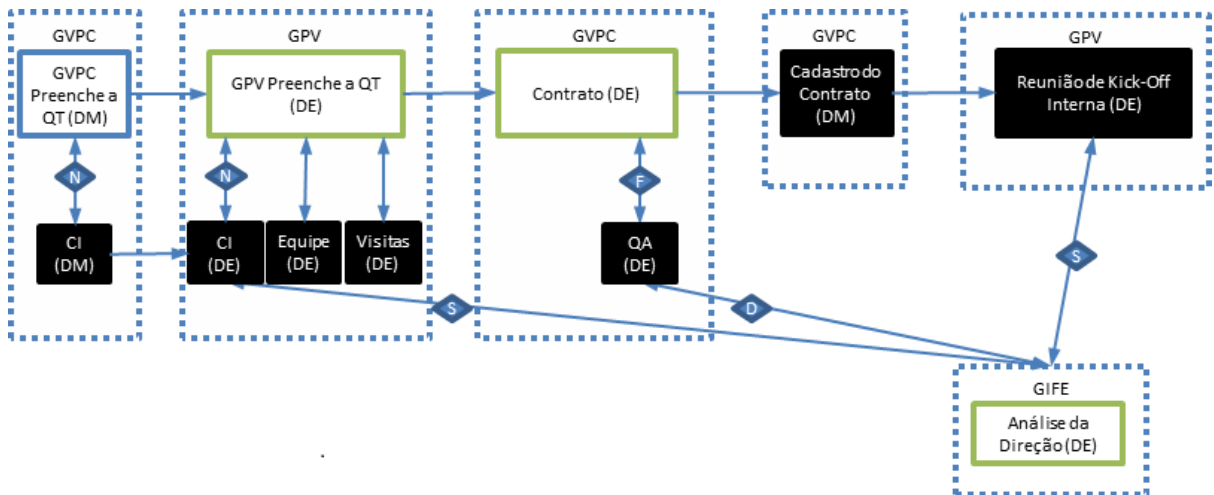 GVPC
GVPC
Preenche a
QT (DM)
N
CI
(DM)
GPV
GPV Preenche a QT
(DE)
N
CI
(DE)
Equipe
(DE)
Visitas
(DE)
S
GVPC
Contrato (DE)
F
QA
(DE)
D
GVPC
Cadastro do
Contrato
(DM)
GPV
Reunião de Kick-Off
Interna (DE)
S
GIFE
Análise da
Direção (DE)
.